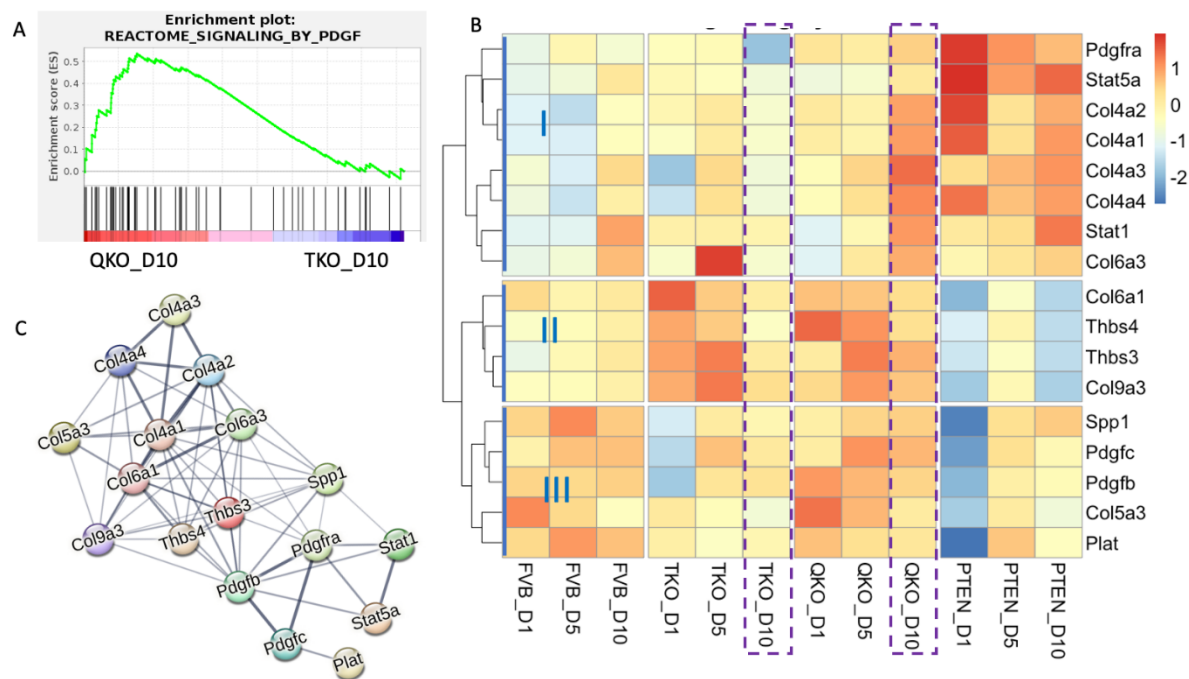 A
Enrichment plot:
REACTOME_SIGNALING_BY_PDGF
Enrichment score (ES)
0.5
0.4
0.3
0.2
0.1
0.0
QKO_D10
TKO_D10
B
Pdgfra
Stat5a
Col4a2
Col4a1
Col4a3
Col4a4
Stat1
Col6a3
Col6a1
Thbs4
Thbs3
Col9a3
Spp1
Pdgfc
Pdgfb
Col5a3
Plat
I
II
III
FVB_D1
FVB_D5
FVB_D10
TKO_D1
TKO_D5
TKO_D10
QKO_D1
QKO_D5
QKO_D10
PTEN_D1
PTEN_D5
PTEN_D10
1
0
-1
-2
C
Col4a3
Col4a4
Col4a2
Col5a3
Col4a1
Col6a3
Col6a1
Spp1
Col9a3
Thbs4
Thbs3
Pdgfra
Stat1
Pdgfb
Stat5a
Pdgfc
Plat